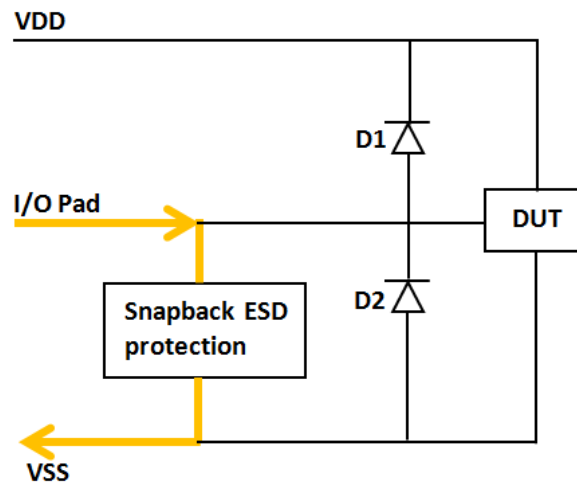 VDD
D1
I/O Pad
DUT
D2
Snapback ESD
protection
VSS